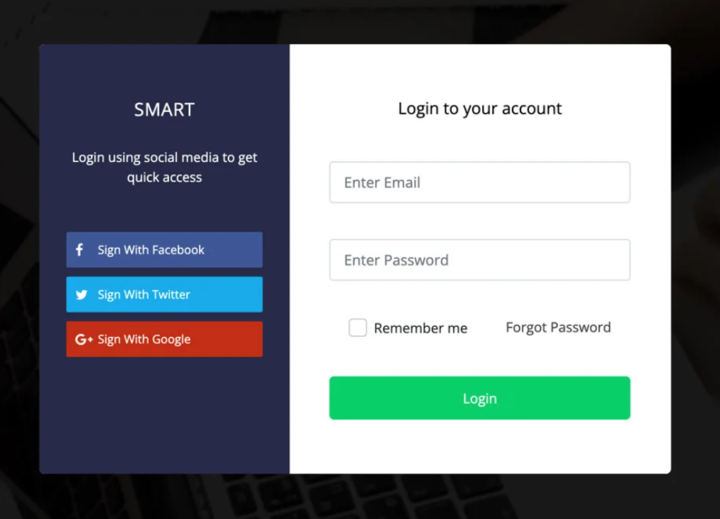 SMART
Login using social media to get
quick access
Sign With Facebook
Sign With Twitter
G+ Sign With Google
Login to your account
Enter Email
Enter Password
Remember me
Forgot Password
Login